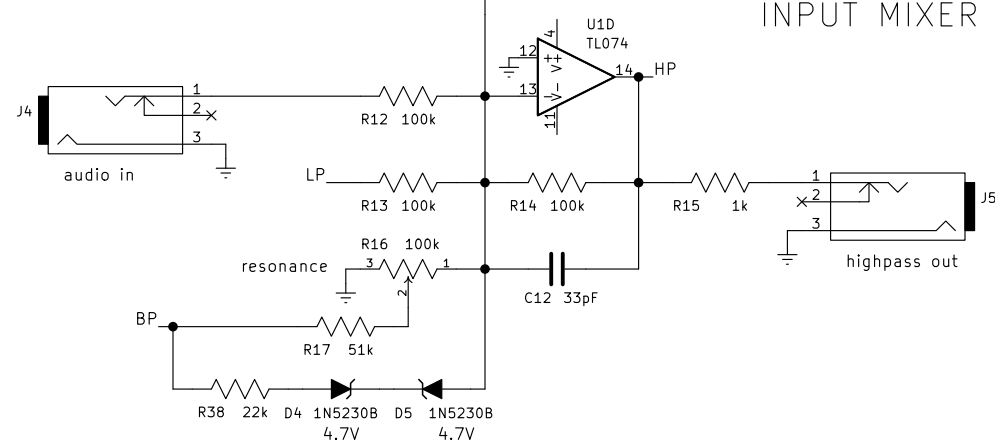 INPUT MIXER
U1D
TL074
4
V+
12
+
14
HP
13
-
V-
11
J4
1
2
3
audio in
R12 100k
LP
R13 100k
R14 100k
R15 1k
1
2
3
J5
highpass out
R16 100k
resonance
3
1
2
C12 33pF
BP
R17 51k
R38 22k
D4 1N5230B
4.7V
D5 1N5230B
4.7V